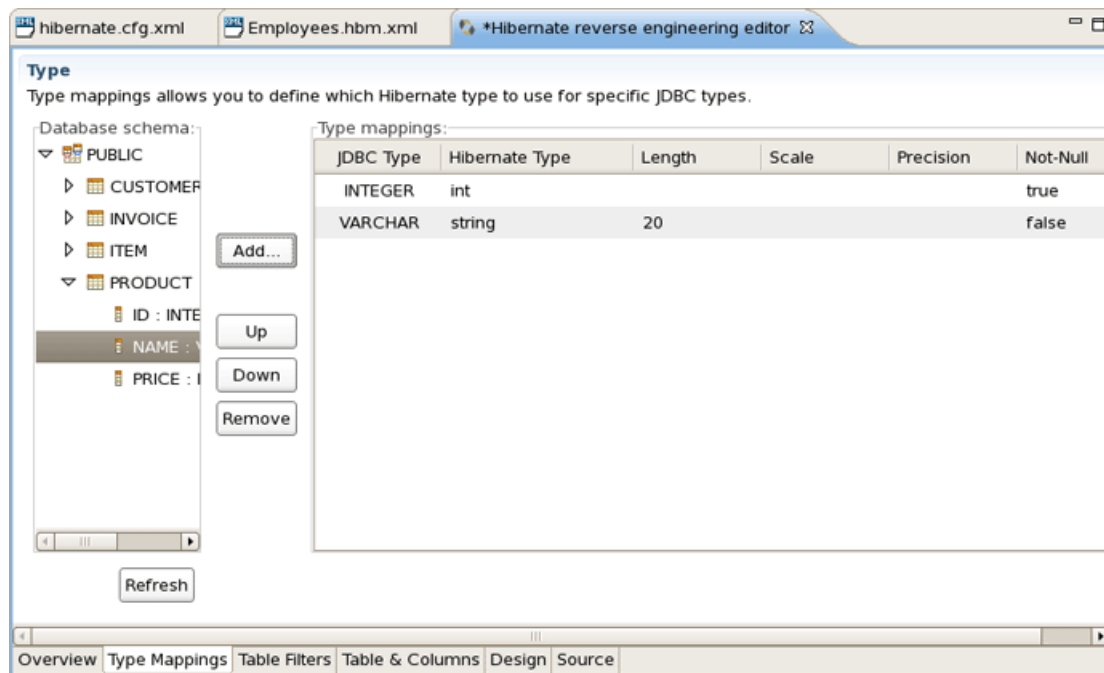 hibernate.cfg.xml Employees.hbm.xml *Hibernate reverse engineering editor
Type
Type mappings allows you to define which Hibernate type to use for specific JDBC types.
Database schema: Type mappings:
PUBLIC
CUSTOMER
INVOICE
ITEM
PRODUCT
ID : INTE
NAME :
PRICE : I
Add...
Up
Down
Remove
JDBC Type Hibernate Type Length Scale Precision Not-Null
INTEGER int true
VARCHAR string 20 false
Refresh
Overview Type Mappings Table Filters Table & Columns Design Source